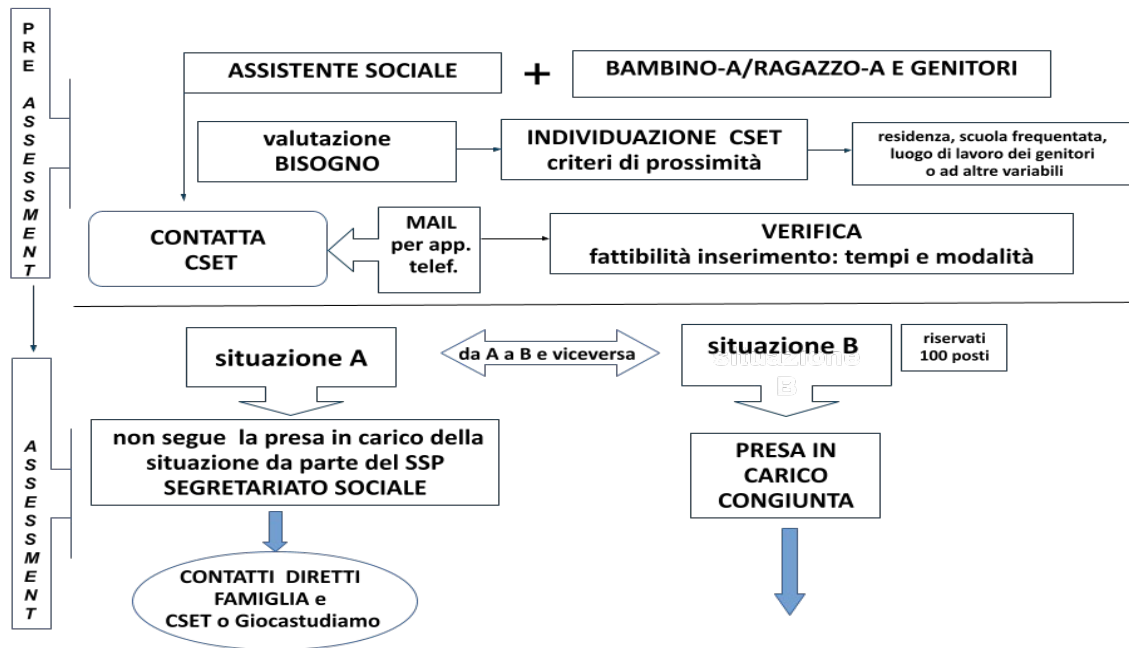 PRE ASSESSMENT
ASSISTENTE SOCIALE
+
BAMBINO-A/RAGAZZO-A E GENITORI
valutazione
BISOGNO
INDIVIDUAZIONE CSET
criteri di prossimità
residenza, scuola frequentata,
luogo di lavoro dei genitori
o ad altre variabili
CONTATTA
CSET
MAIL
per app.
telef.
VERIFICA
fattibilità inserimento: tempi e modalità
ASSESSMENT
situazione A
da A a B e viceversa
situazione B
situazione
B
riservati
100 posti
non segue la presa in carico della
situazione da parte del SSP
SEGRETARIATO SOCIALE
PRESA IN
CARICO
CONGIUNTA
CONTATTI DIRETTI
FAMIGLIA e
CSET o Giocastudiamo